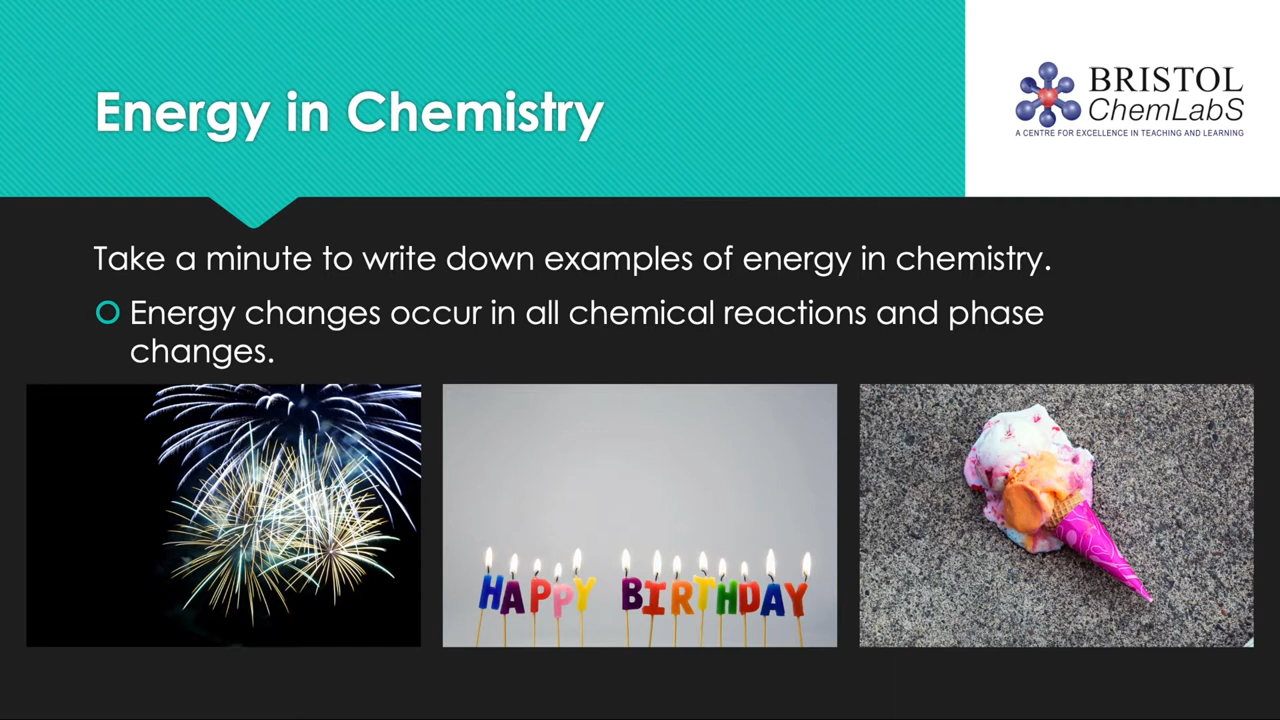 Energy in Chemistry
BRISTOL
ChemLabS
A CENTRE FOR EXCELLENCE IN TEACHING AND LEARNING
Take a minute to write down examples of energy in chemistry.
Energy changes occur in all chemical reactions and phase
changes.
HAPPY BIRTHDAY